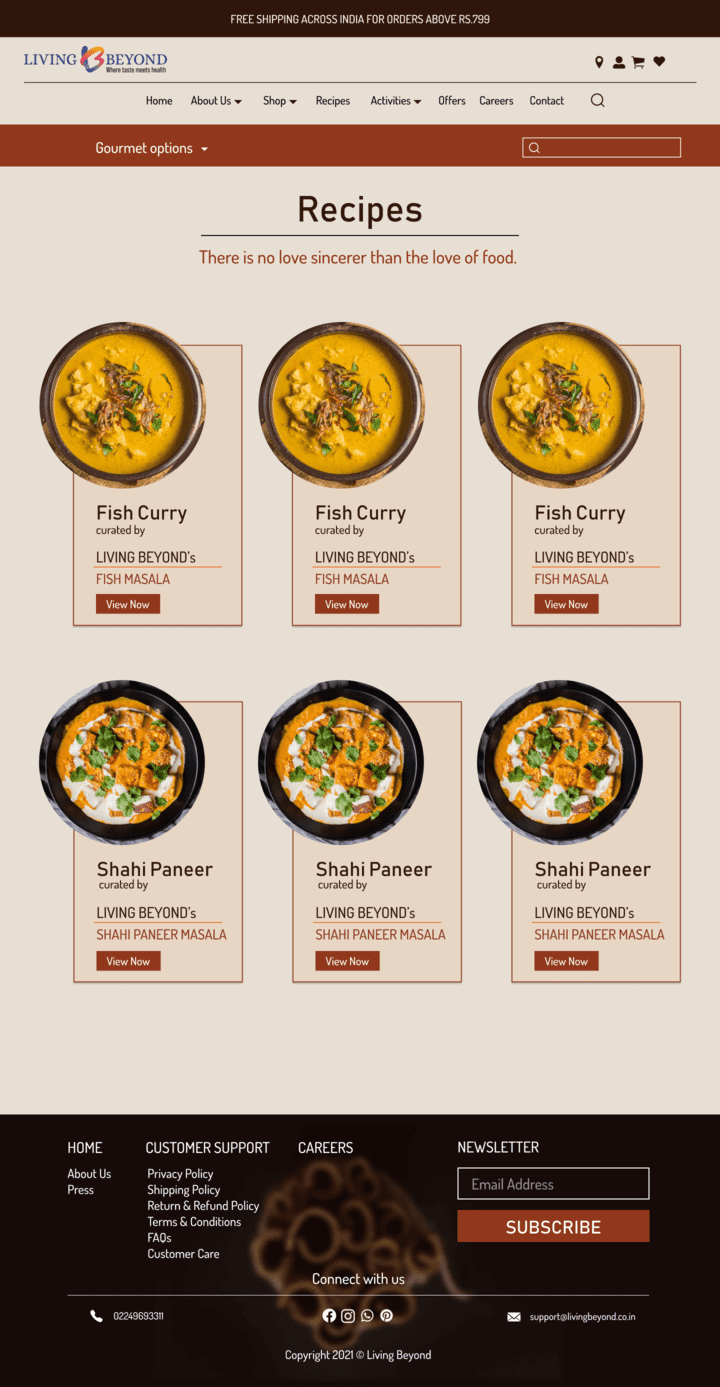 FREE SHIPPING ACROSS INDIA FOR ORDERS ABOVE RS.799
LIVING BEYOND
Where taste meets health
Home About Us Shop Recipes Activities Offers Careers Contact
Gourmet options
Recipes
There is no love sincerer than the love of food.
Fish Curry
curated by
LIVING BEYOND's
FISH MASALA
View Now
Fish Curry
curated by
LIVING BEYOND's
FISH MASALA
View Now
Fish Curry
curated by
LIVING BEYOND's
FISH MASALA
View Now
Shahi Paneer
curated by
LIVING BEYOND's
SHAHI PANEER MASALA
View Now
Shahi Paneer
curated by
LIVING BEYOND's
SHAHI PANEER MASALA
View Now
Shahi Paneer
curated by
LIVING BEYOND's
SHAHI PANEER MASALA
View Now
HOME
About Us
Press
CUSTOMER SUPPORT
Privacy Policy
Shipping Policy
Return & Refund Policy
Terms & Conditions
FAQs
Customer Care
CAREERS
NEWSLETTER
Email Address
SUBSCRIBE
Connect with us
02249693311
support@livingbeyond.co.in
Copyright 2021 © Living Beyond